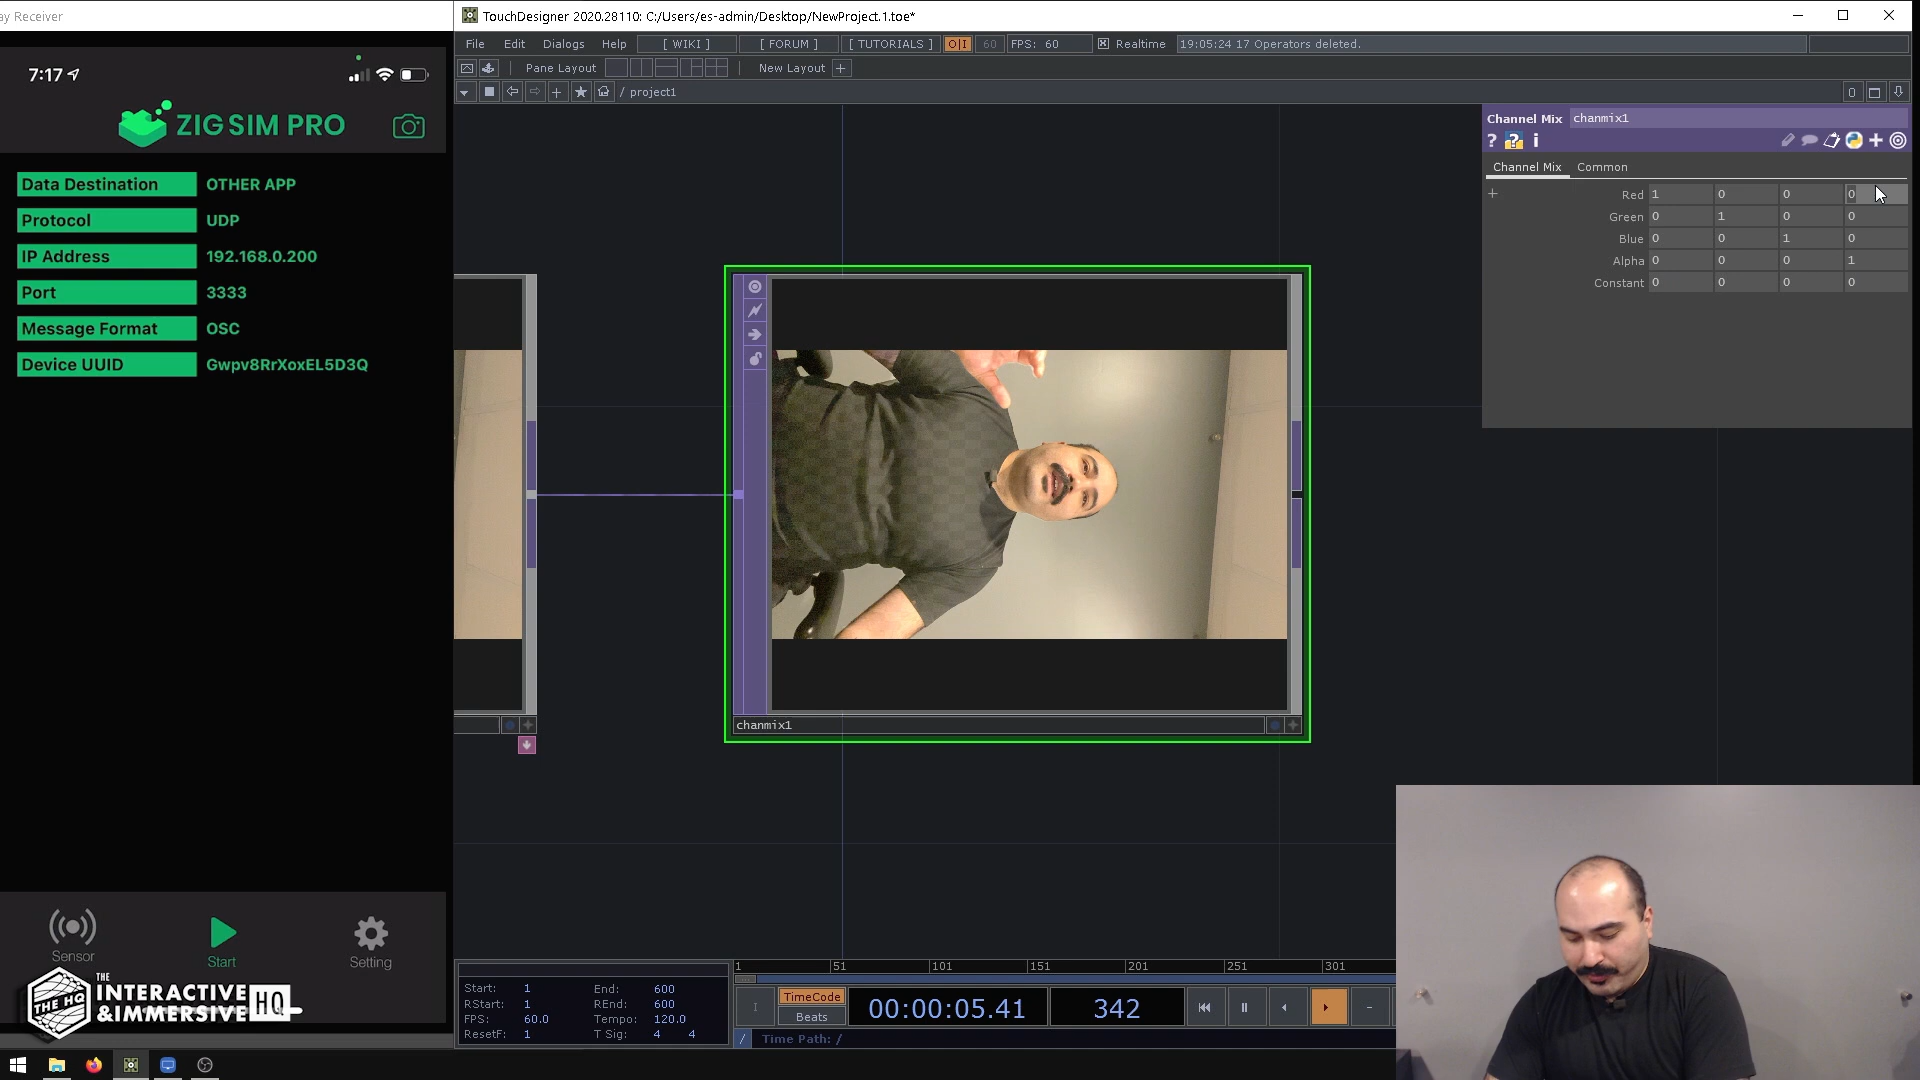 ay Receiver
TouchDesigner 2020.28110: C:/Users/es-admin/Desktop/NewProject.1.toe*
File Edit Dialogs Help [ WIKI ] [ FORUM ] [ TUTORIALS ] O|I 60 FPS: 60 Realtime 19:05:24 17 Operators deleted.
Pane Layout New Layout +
/ project1
0
7:17
ZIG SIM PRO
Data Destination OTHER APP
Protocol UDP
IP Address 192.168.0.200
Port 3333
Message Format OSC
Device UUID Gwpv8RrXoxEL5D3Q
Sensor Start Setting
THE HQ
THE
INTERACTIVE
& IMMERSIVE HQ
Channel Mix chanmix1
? ? i
Channel Mix Common
Red 1 0 0 0
Green 0 1 0 0
Blue 0 0 1 0
Alpha 0 0 0 1
Constant 0 0 0 0
chanmix1
1 51 101 151 201 251 301
Start: 1 End: 600
RStart: 1 REnd: 600
FPS: 60.0 Tempo: 120.0
ResetF: 1 T Sig: 4 4
TimeCode
Beats
00:00:05.41 342
/ Time Path: /